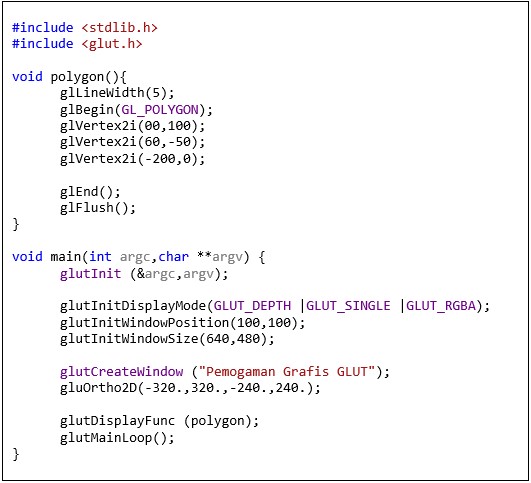 #include <stdlib.h>
#include <glut.h>
void polygon(){
glLineWidth(5);
glBegin(GL_POLYGON);
glVertex2i(00,100);
glVertex2i(60,-50);
glVertex2i(-200,0);
glEnd();
glFlush();
}
void main(int argc,char **argv) {
glutInit (&argc,argv);
glutInitDisplayMode(GLUT_DEPTH |GLUT_SINGLE |GLUT_RGBA);
glutInitWindowPosition(100,100);
glutInitWindowSize(640,480);
glutCreateWindow ("Pemogaman Grafis GLUT");
gluOrtho2D(-320.,320.,-240.,240.);
glutDisplayFunc (polygon);
glutMainLoop();
}